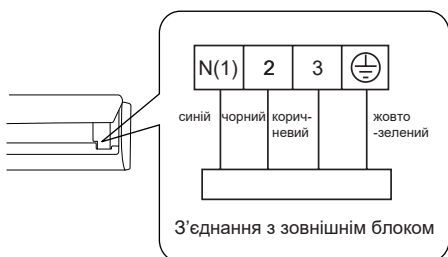 N(1) 2 3
синій чорний корич-
невий жовто
-зелений
З’єднання з зовнішнім блоком